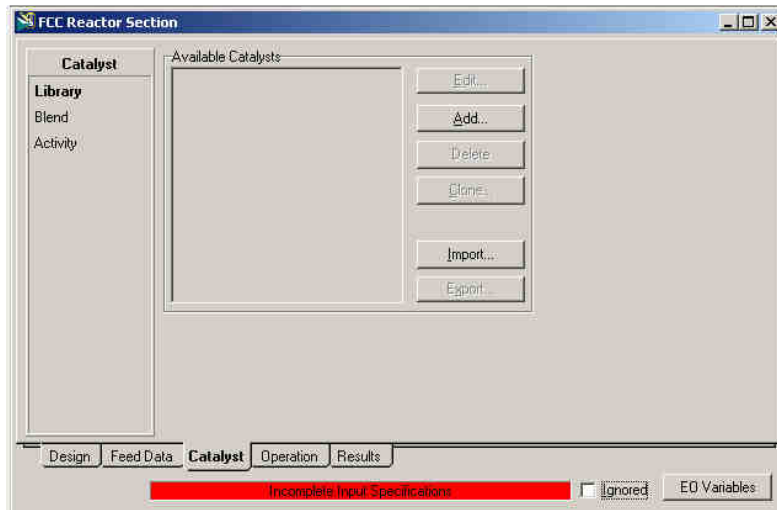 FCC Reactor Section
Catalyst
Library
Blend
Activity
Available Catalysts
Edit...
Add...
Delete
Clone...
Import...
Export...
Design
Feed Data
Catalyst
Operation
Results
Incomplete Input Specifications
Ignored
EO Variables